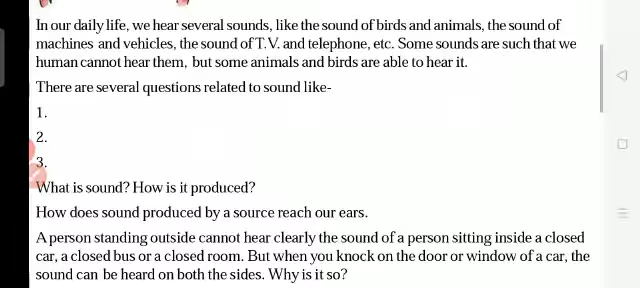 In our daily life, we hear several sounds, like the sound of birds and animals, the sound of
machines and vehicles, the sound of T.V. and telephone, etc. Some sounds are such that we
human cannot hear them, but some animals and birds are able to hear it.
There are several questions related to sound like-
1.
2.
3.
What is sound? How is it produced?
How does sound produced by a source reach our ears.
A person standing outside cannot hear clearly the sound of a person sitting inside a closed
car, a closed bus or a closed room. But when you knock on the door or window of a car, the
sound can be heard on both the sides. Why is it so?